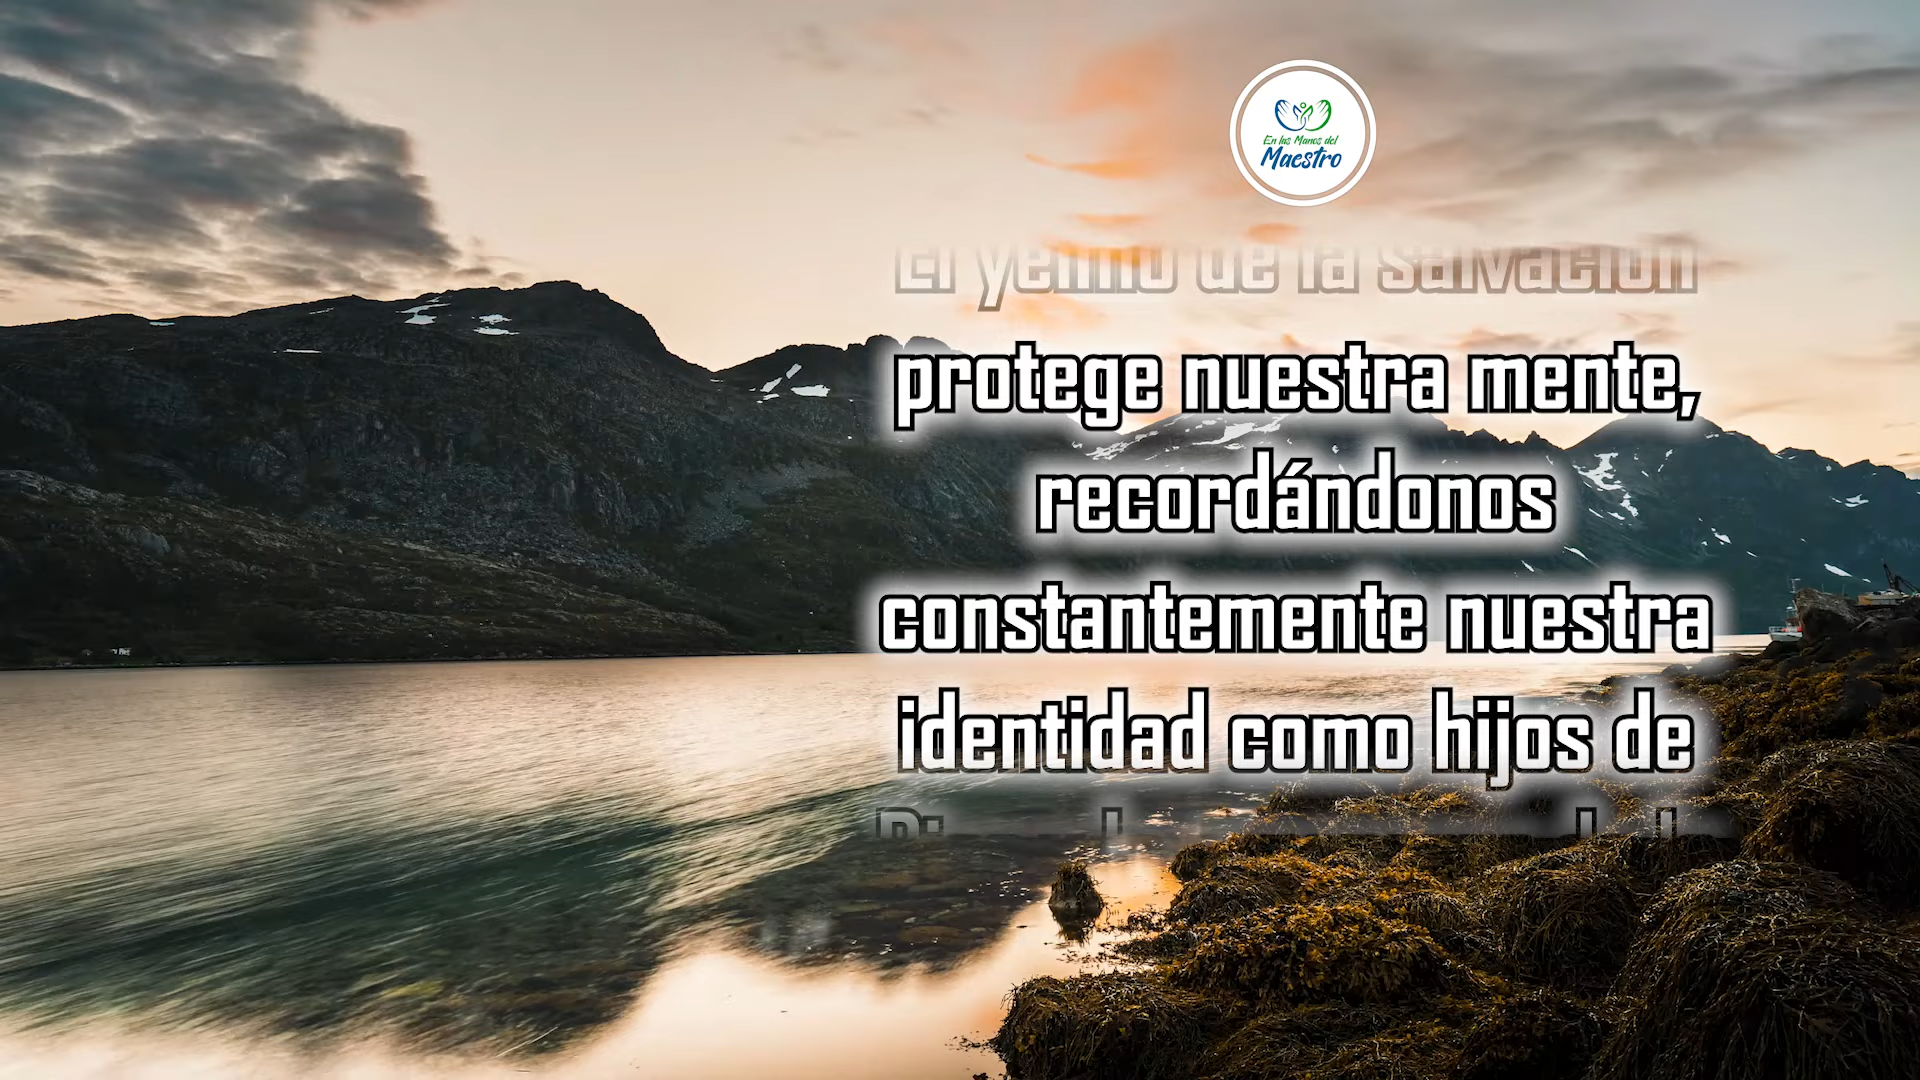 En las Manos del
Maestro
El yelmo de la salvación
protege nuestra mente,
recordándonos
constantemente nuestra
identidad como hijos de